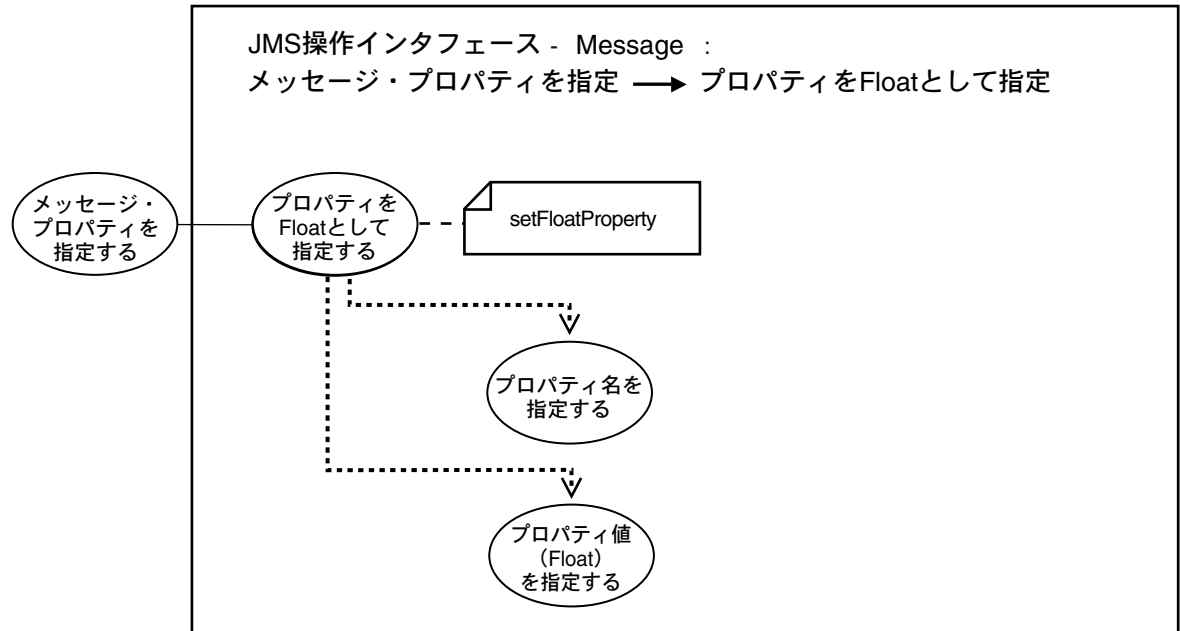 JMS操作インタフェース - Message :
メッセージ・プロパティを指定 → プロパティをFloatとして指定
メッセージ・
プロパティを
指定する
プロパティを
Floatとして
指定する
setFloatProperty
プロパティ名を
指定する
プロパティ値
（Float）
を指定する